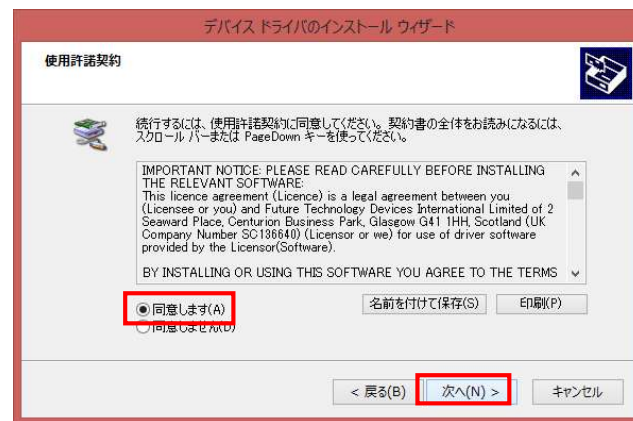 デバイス ドライバのインストール ウィザード
使用許諾契約
続行するには、使用許諾契約に同意してください。契約書の全体をお読みになるには、
スクロール バーまたは PageDown キーを使ってください。
IMPORTANT NOTICE: PLEASE READ CAREFULLY BEFORE INSTALLING
THE RELEVANT SOFTWARE:
This licence agreement (Licence) is a legal agreement between you
(Licensee or you) and Future Technology Devices International Limited of 2
Seaward Place, Centurion Business Park, Glasgow G41 1HH, Scotland (UK
Company Number SC136640) (Licensor or we) for use of driver software
provided by the Licensor(Software).
BY INSTALLING OR USING THIS SOFTWARE YOU AGREE TO THE TERMS
同意します(A)
名前を付けて保存(S)
印刷(P)
同意しません(D)
< 戻る(B)
次へ(N) >
キャンセル